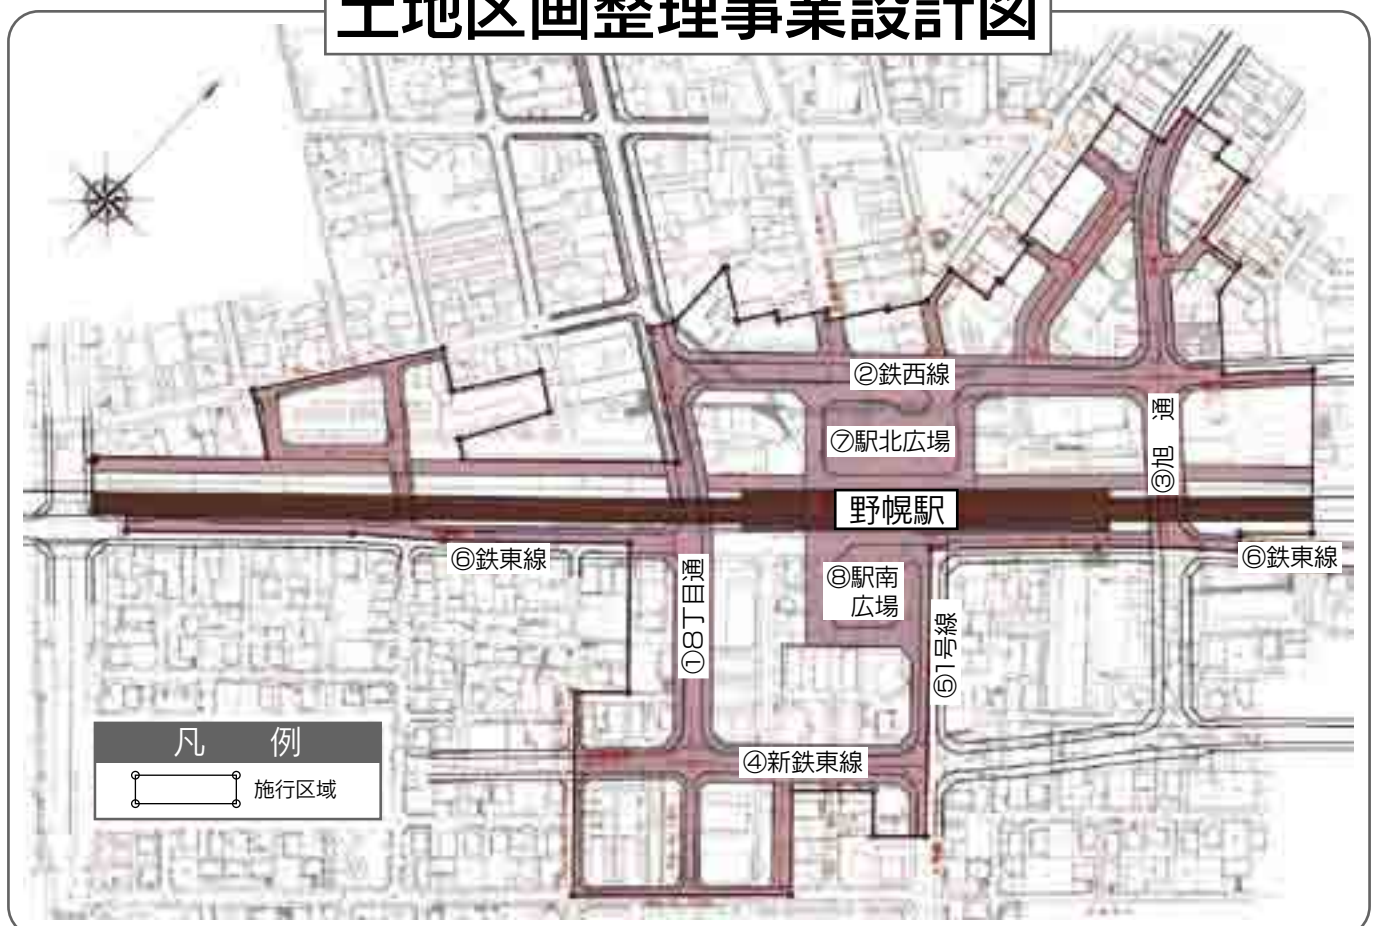 土地区画整理事業設計図
②鉄西線
⑦駅北広場
③旭　通
野幌駅
⑥鉄東線
①8丁目通
⑧駅南
広場
⑤1号線
⑥鉄東線
④新鉄東線
凡　例
施行区域